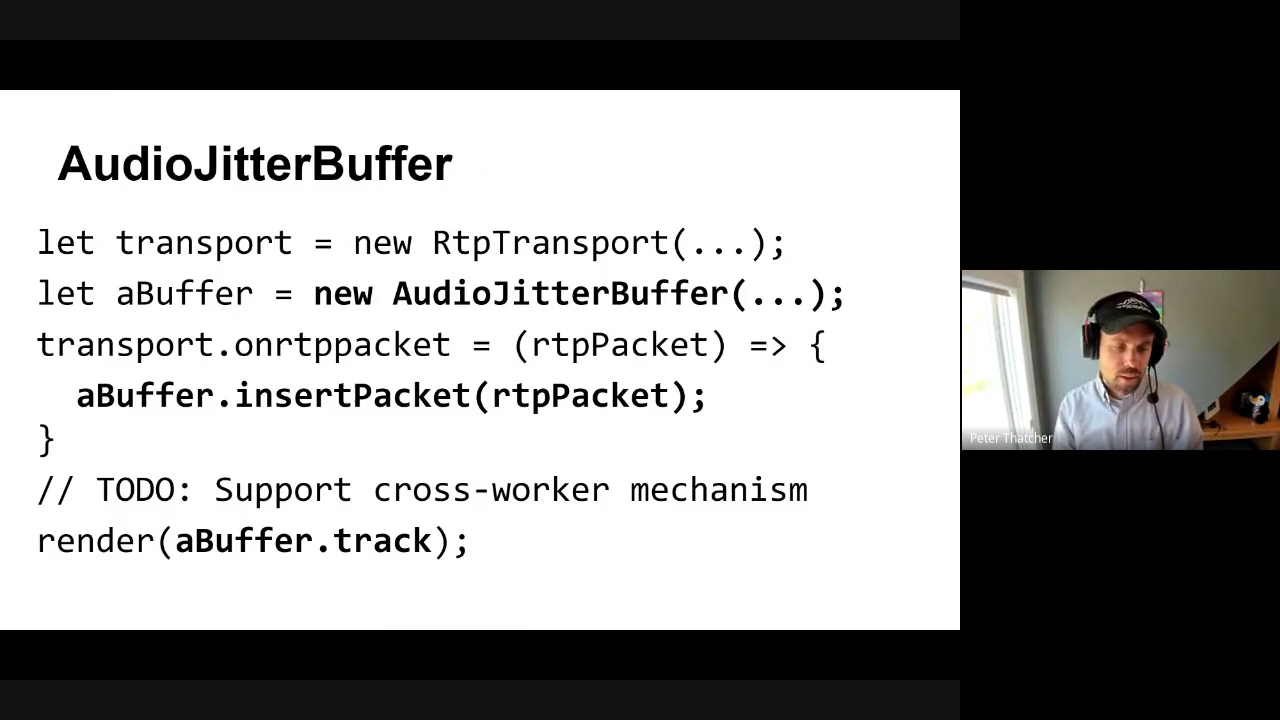 AudioJitterBuffer
let transport = new RtpTransport(...);
let aBuffer = new AudioJitterBuffer(...);
transport.onrtppacket = (rtpPacket) => {
  aBuffer.insertPacket(rtpPacket);
}
// TODO: Support cross-worker mechanism
render(aBuffer.track);
Peter Thatcher